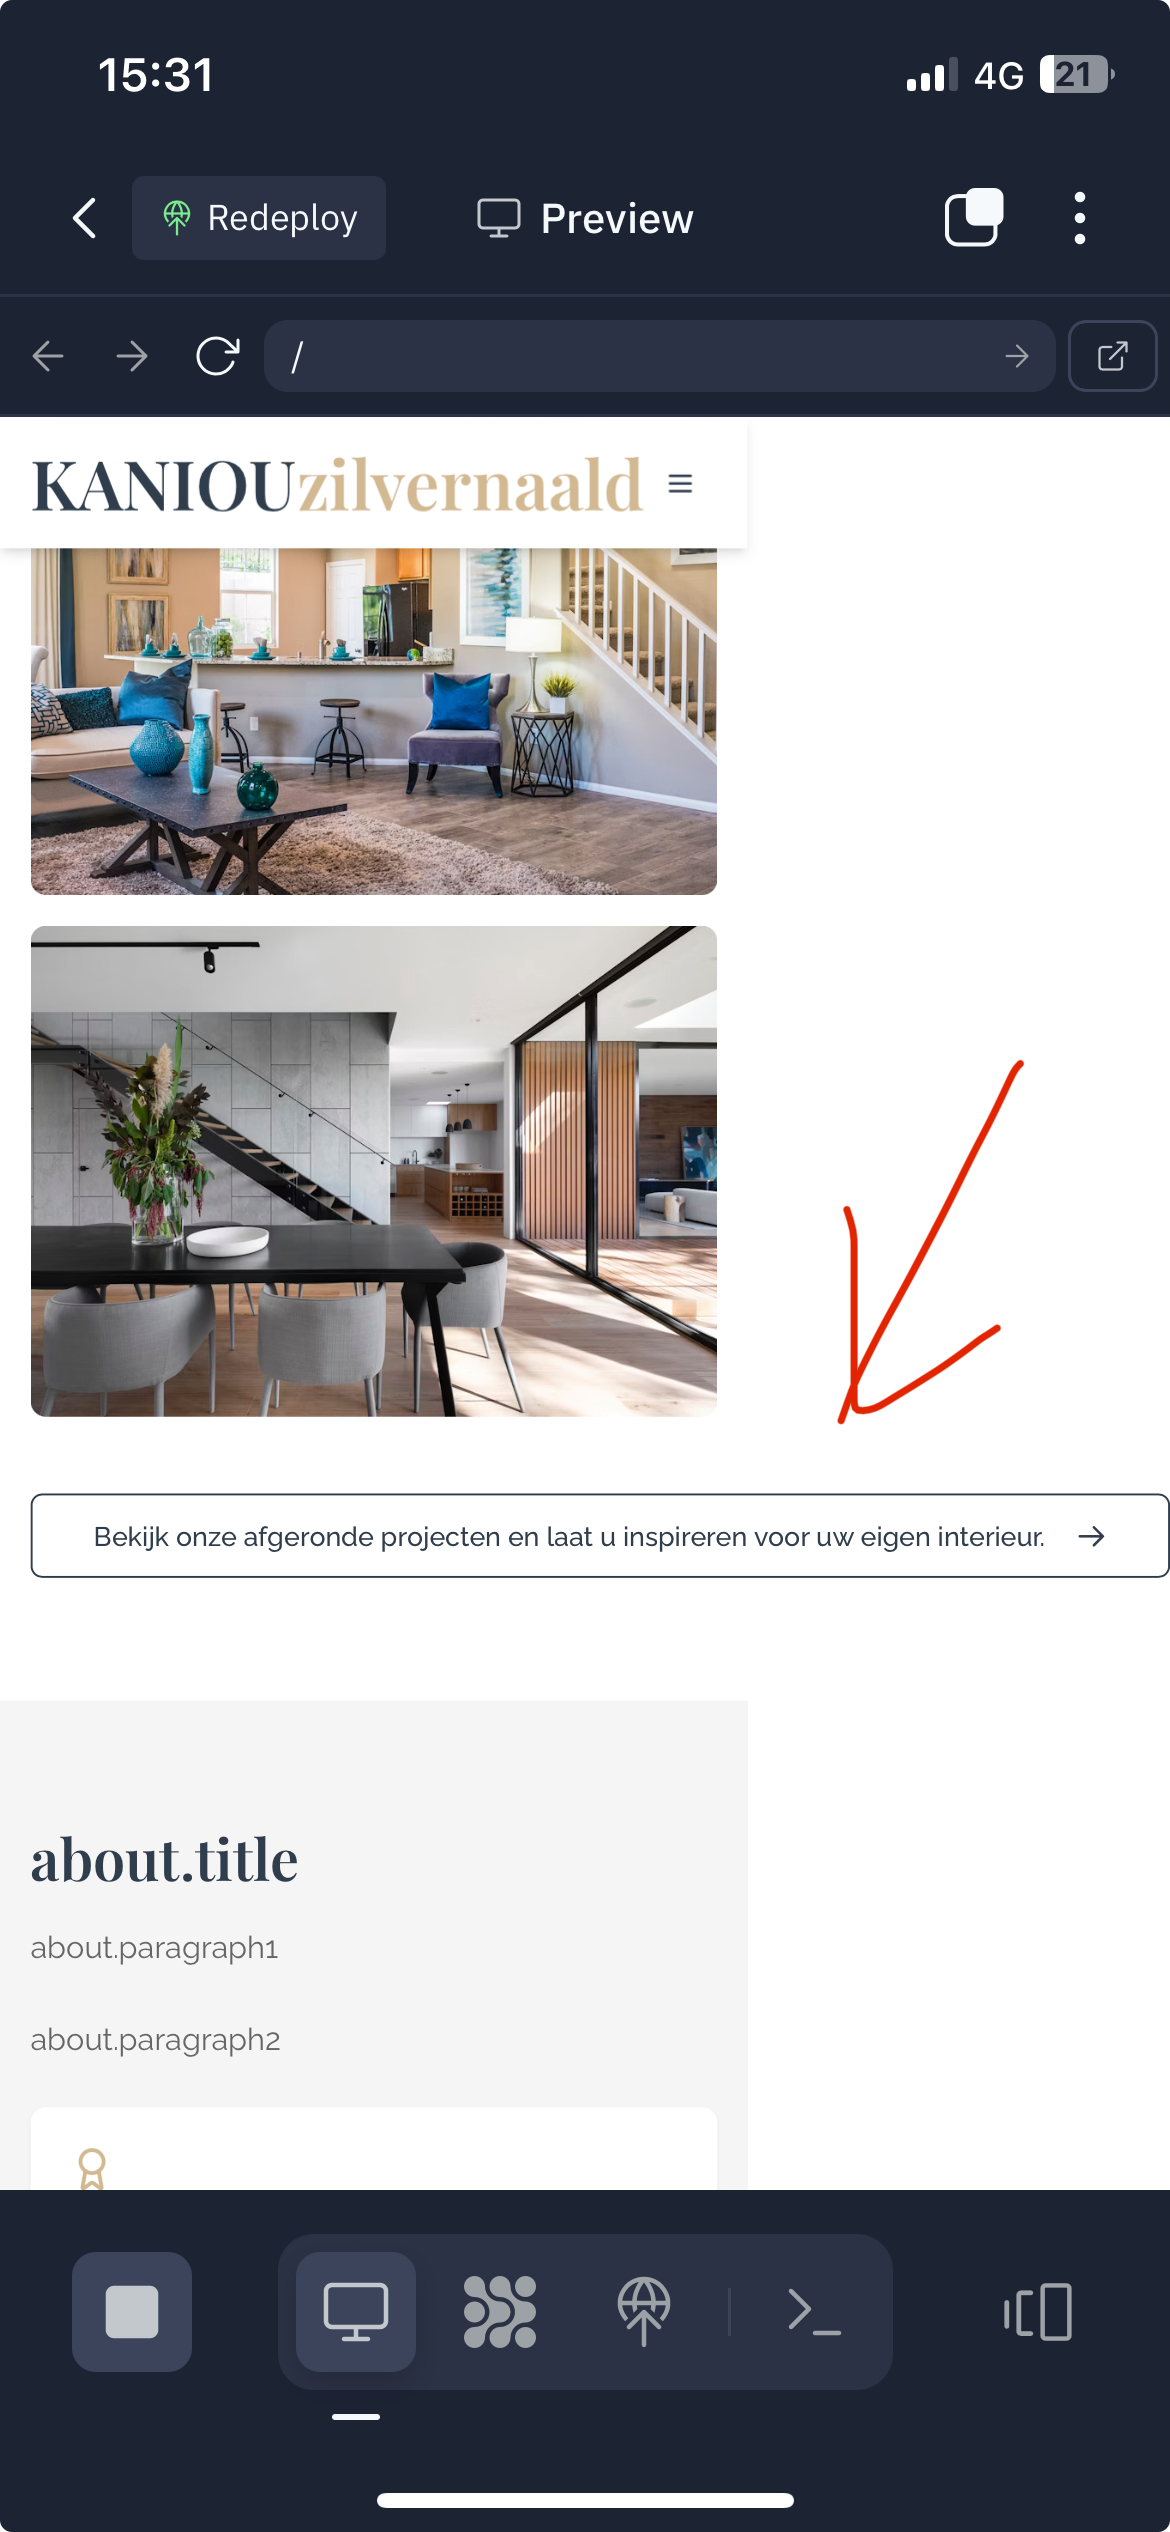 15:31
4G 21
Redeploy
Preview
/
KANIOUzilvernaald
Bekijk onze afgeronde projecten en laat u inspireren voor uw eigen interieur.
about.title
about.paragraph1
about.paragraph2